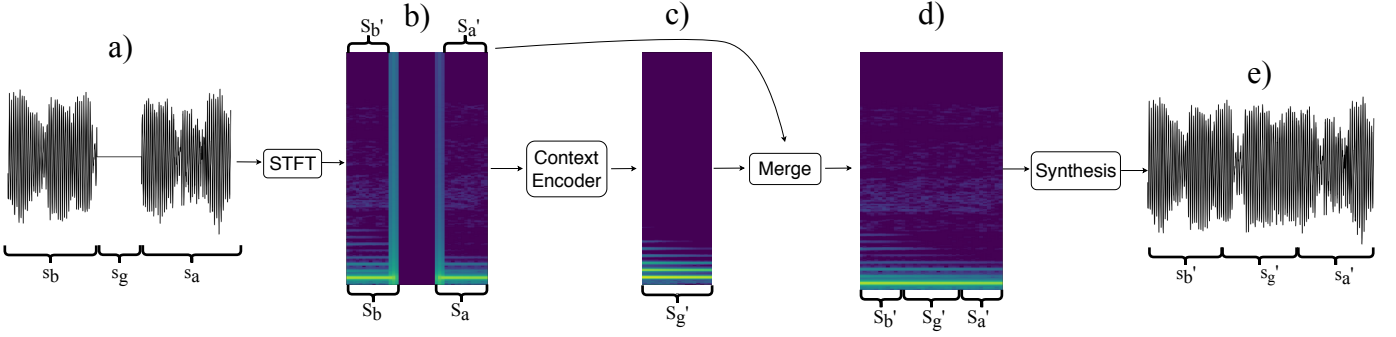 a)
b)
c)
d)
e)
Sb'
Sa'
STFT
Context
Encoder
Merge
Synthesis
sb
sg
sa
Sb
Sa
Sg'
Sb'
Sg'
Sa'
sb'
sg'
sa'